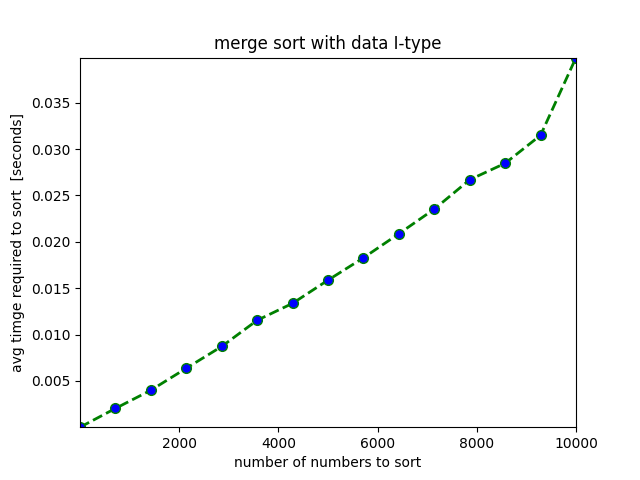 merge sort with data I-type
avg timge required to sort  [seconds]
0.035
0.030
0.025
0.020
0.015
0.010
0.005
2000 4000 6000 8000 10000
number of numbers to sort